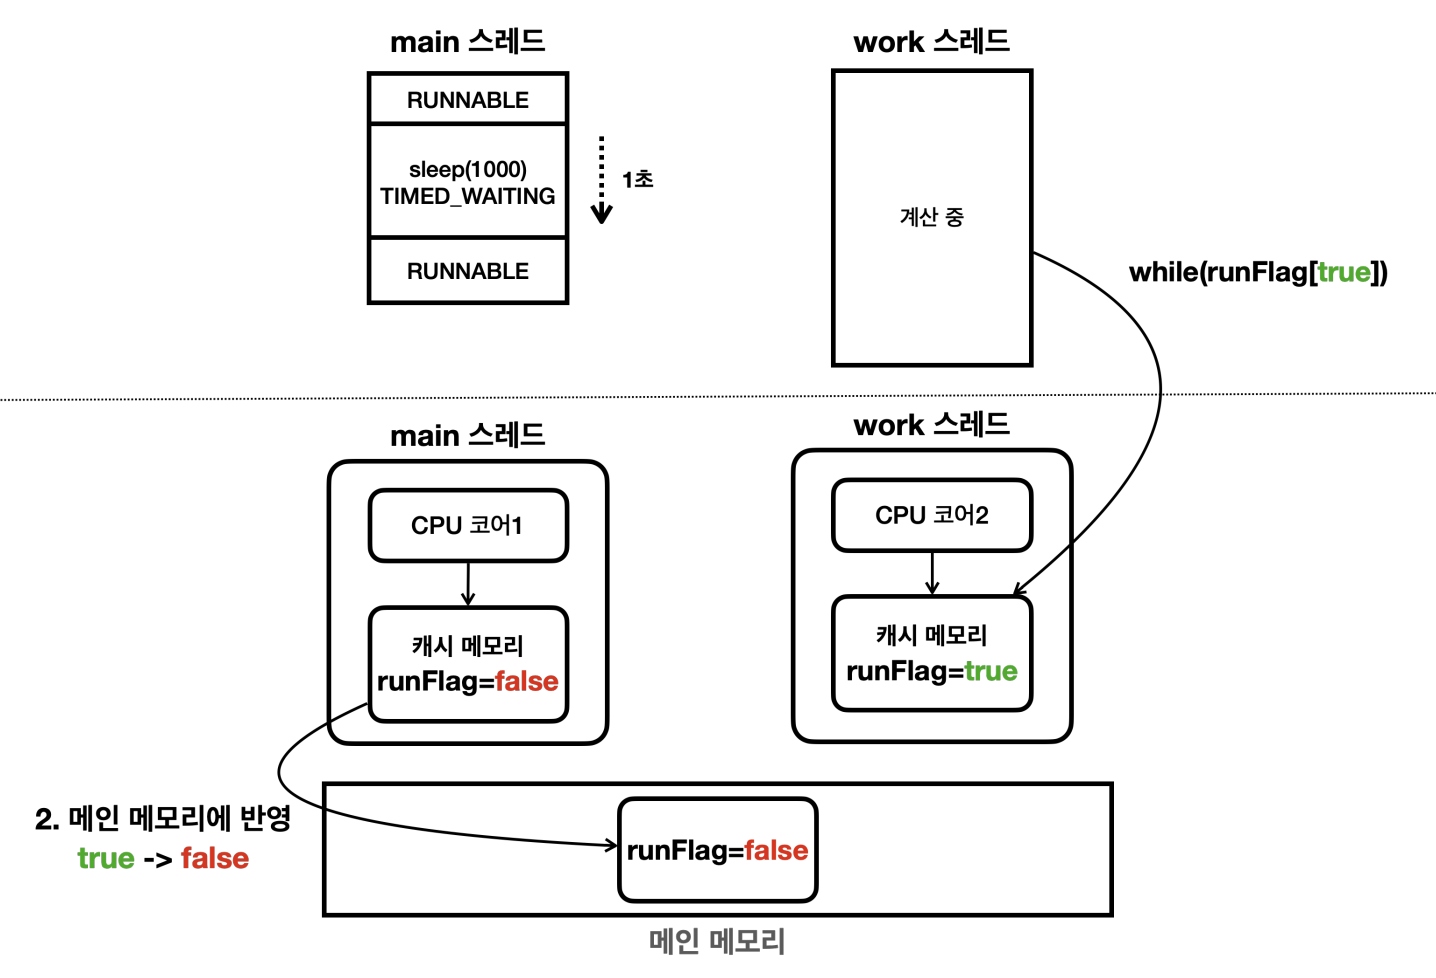 main 스레드
RUNNABLE
sleep(1000)
TIMED_WAITING
RUNNABLE
1초
work 스레드
계산 중
while(runFlag[true])
main 스레드
CPU 코어1
캐시 메모리
runFlag=false
work 스레드
CPU 코어2
캐시 메모리
runFlag=true
2. 메인 메모리에 반영
true -> false
runFlag=false
메인 메모리